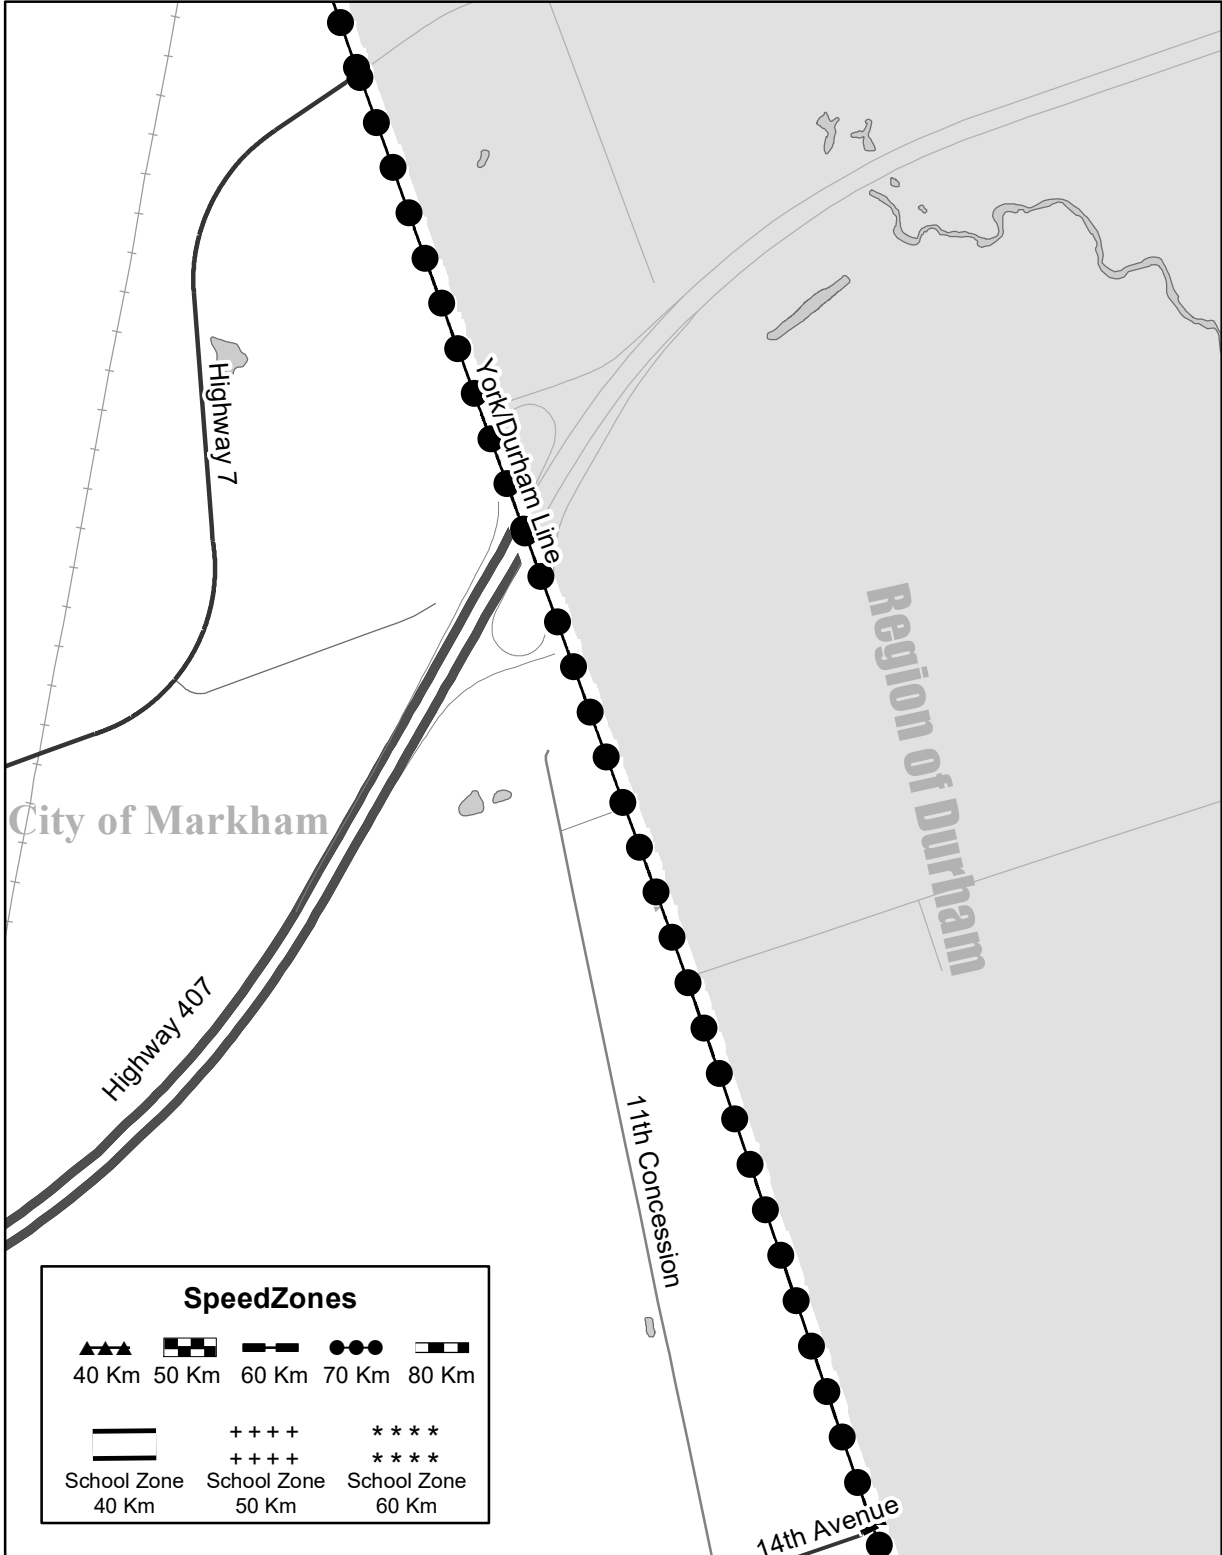 Highway 7
York/Durham Line
Region of Durham
City of Markham
Highway 407
11th Concession
14th Avenue
SpeedZones
40 Km 50 Km 60 Km 70 Km 80 Km
++++ ****
++++ ****
School Zone School Zone School Zone
40 Km 50 Km 60 Km